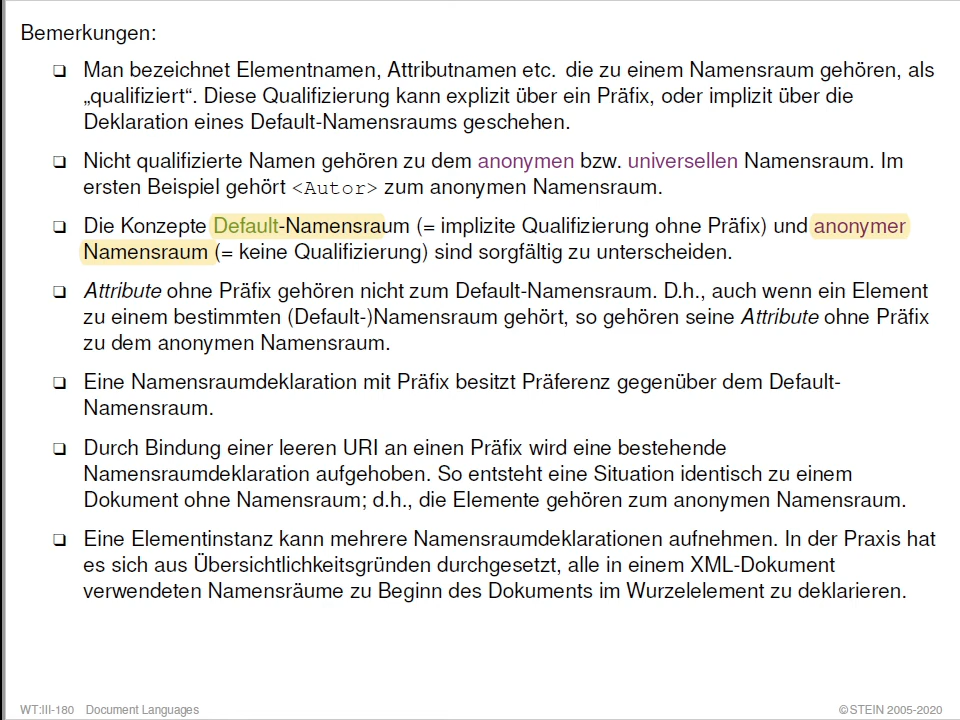 Bemerkungen:
❑ Man bezeichnet Elementnamen, Attributnamen etc. die zu einem Namensraum gehören, als
„qualifiziert“. Diese Qualifizierung kann explizit über ein Präfix, oder implizit über die
Deklaration eines Default-Namensraums geschehen.
❑ Nicht qualifizierte Namen gehören zu dem anonymen bzw. universellen Namensraum. Im
ersten Beispiel gehört <Autor> zum anonymen Namensraum.
❑ Die Konzepte Default-Namensraum (= implizite Qualifizierung ohne Präfix) und anonymer
Namensraum (= keine Qualifizierung) sind sorgfältig zu unterscheiden.
❑ Attribute ohne Präfix gehören nicht zum Default-Namensraum. D.h., auch wenn ein Element
zu einem bestimmten (Default-)Namensraum gehört, so gehören seine Attribute ohne Präfix
zu dem anonymen Namensraum.
❑ Eine Namensraumdeklaration mit Präfix besitzt Präferenz gegenüber dem Default-
Namensraum.
❑ Durch Bindung einer leeren URI an einen Präfix wird eine bestehende
Namensraumdeklaration aufgehoben. So entsteht eine Situation identisch zu einem
Dokument ohne Namensraum; d.h., die Elemente gehören zum anonymen Namensraum.
❑ Eine Elementinstanz kann mehrere Namensraumdeklarationen aufnehmen. In der Praxis hat
es sich aus Übersichtlichkeitsgründen durchgesetzt, alle in einem XML-Dokument
verwendeten Namensräume zu Beginn des Dokuments im Wurzelelement zu deklarieren.
WT:III-180 Document Languages ©STEIN 2005-2020